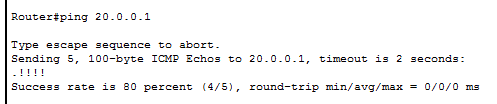 Router#ping 20.0.0.1
Type escape sequence to abort.
Sending 5, 100-byte ICMP Echos to 20.0.0.1, timeout is 2 seconds:
.!!!!
Success rate is 80 percent (4/5), round-trip min/avg/max = 0/0/0 ms